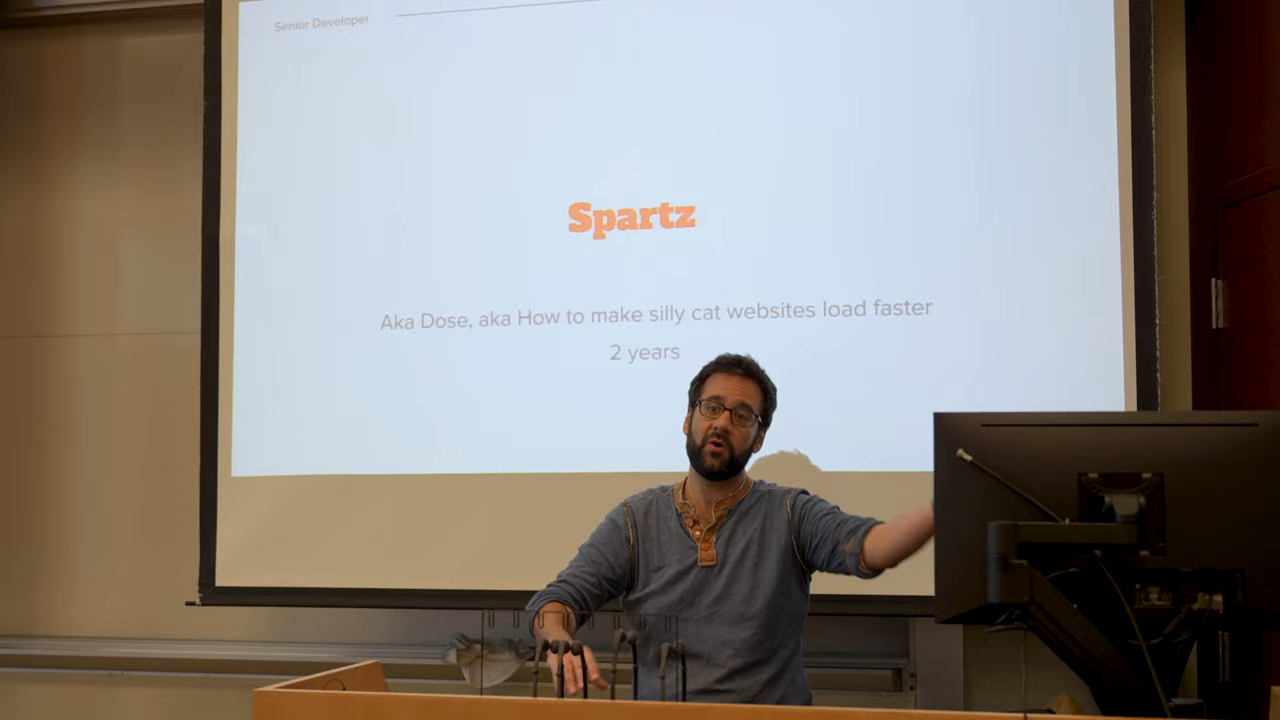 Senior Developer
Spartz
Aka Dose, aka How to make silly cat websites load faster
2 years